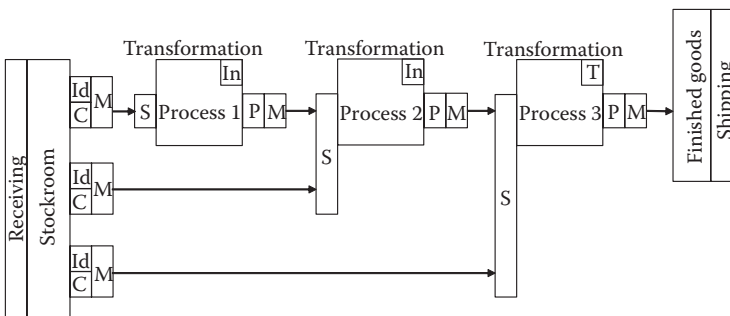 Transformation Transformation Transformation
In In T
Id
C M S Process 1 P M Process 2 P M Process 3 P M
S
S
Id
C M
Id
C M
Receiving
Stockroom
Finished goods
Shipping